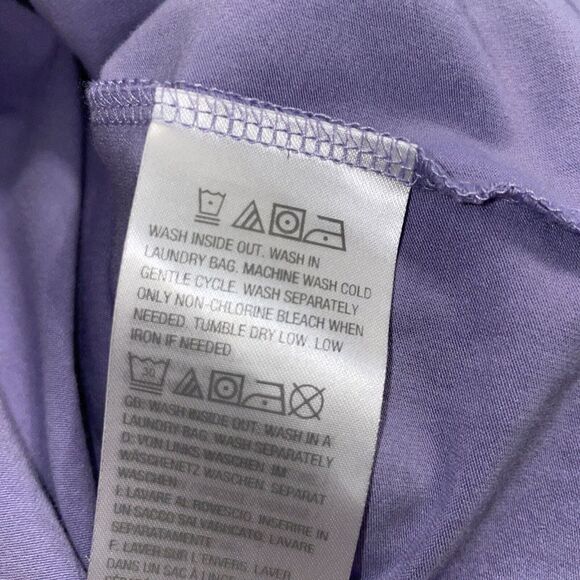 WASH INSIDE OUT. WASH IN
LAUNDRY BAG. MACHINE WASH COLD
GENTLE CYCLE. WASH SEPARATELY
ONLY NON-CHLORINE BLEACH WHEN
NEEDED. TUMBLE DRY LOW. LOW
IRON IF NEEDED
30
GB: WASH INSIDE OUT. WASH IN A
LAUNDRY BAG. WASH SEPARATELY
D: VON LINKS WASCHEN. IM
WÄSCHENETZ WASCHEN. SEPARAT
WASCHEN
I: LAVARE AL ROVESCIO. INSERIRE IN
UN SACCO SALVABUCATO. LAVARE
SEPARATAMENTE
F: LAVER SUR L'ENVERS. LAVER
DANS UN SAC À LINGE. LAVER